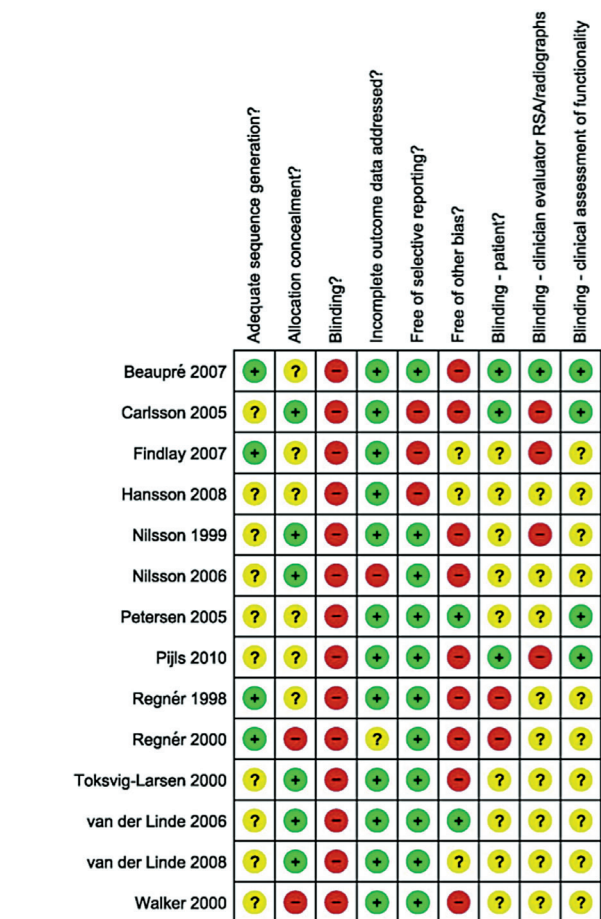 Adequate sequence generation?
Allocation concealment?
Blinding?
Incomplete outcome data addressed?
Free of selective reporting?
Free of other bias?
Blinding - patient?
Blinding - clinician evaluator RSA/radiographs
Blinding - clinical assessment of functionality
Beaupré 2007 + ? - + + - + + +
Carlsson 2005 ? + - + - - + - +
Findlay 2007 + ? - + - ? ? - ?
Hansson 2008 ? ? - + - ? ? ? ?
Nilsson 1999 ? + - + + - ? - ?
Nilsson 2006 ? + - - + - ? ? ?
Petersen 2005 ? ? - + + + ? ? +
Pijls 2010 ? ? - + + - + - +
Regnér 1998 + ? - + + - - ? ?
Regnér 2000 + - - ? + - - ? ?
Toksvig-Larsen 2000 ? + - + + - ? ? ?
van der Linde 2006 ? + - + + + ? ? ?
van der Linde 2008 ? + - + + ? ? ? ?
Walker 2000 ? - - + + - ? ? ?